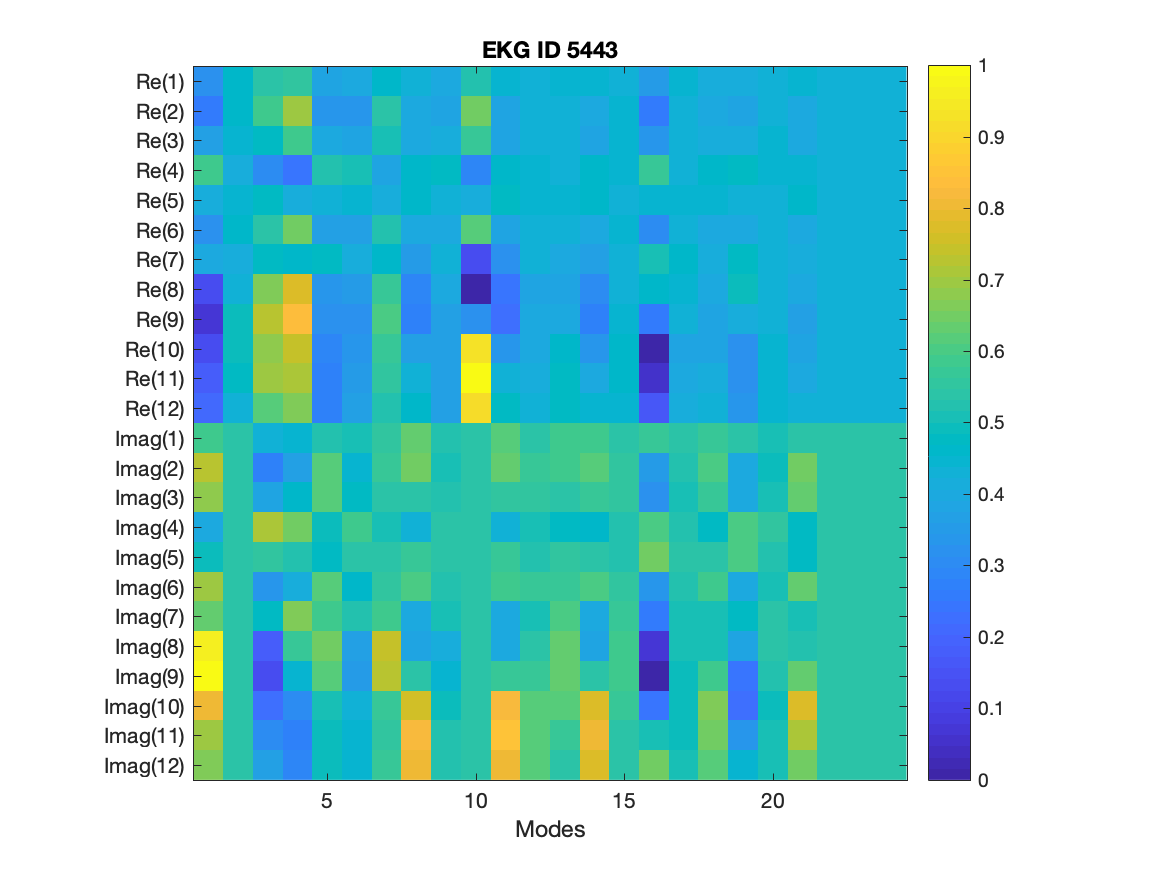 EKG ID 5443
Re(1)
Re(2)
Re(3)
Re(4)
Re(5)
Re(6)
Re(7)
Re(8)
Re(9)
Re(10)
Re(11)
Re(12)
Imag(1)
Imag(2)
Imag(3)
Imag(4)
Imag(5)
Imag(6)
Imag(7)
Imag(8)
Imag(9)
Imag(10)
Imag(11)
Imag(12)
5 10 15 20
Modes
1
0.9
0.8
0.7
0.6
0.5
0.4
0.3
0.2
0.1
0